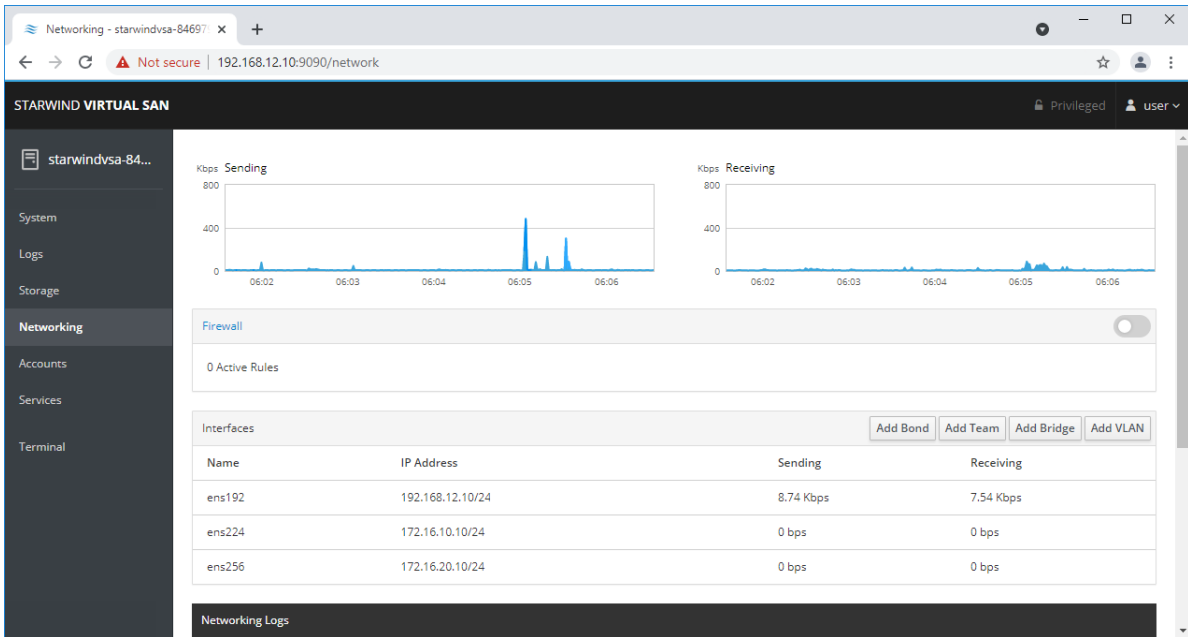 Networking - starwindvsa-84697
Not secure | 192.168.12.10:9090/network
STARWIND VIRTUAL SAN
Privileged
user
starwindvsa-84...
System
Logs
Storage
Networking
Accounts
Services
Terminal
Kbps Sending
800
400
0
06:02 06:03 06:04 06:05 06:06
Kbps Receiving
800
400
0
06:02 06:03 06:04 06:05 06:06
Firewall
0 Active Rules
Interfaces
Add Bond Add Team Add Bridge Add VLAN
Name IP Address Sending Receiving
ens192 192.168.12.10/24 8.74 Kbps 7.54 Kbps
ens224 172.16.10.10/24 0 bps 0 bps
ens256 172.16.20.10/24 0 bps 0 bps
Networking Logs